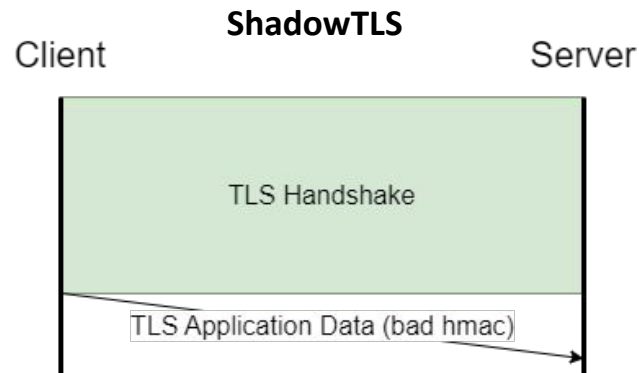 ShadowTLS
Client
Server
TLS Handshake
TLS Application Data (bad hmac)